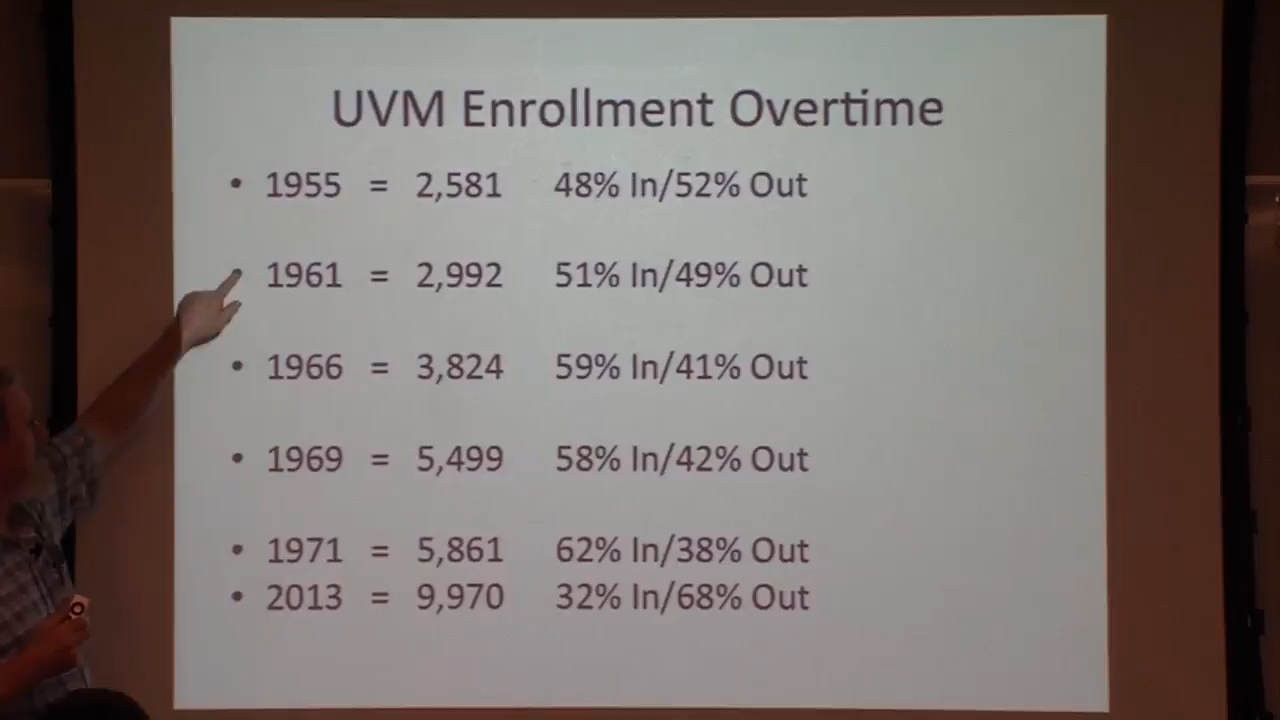 UVM Enrollment Overtime
• 1955 = 2,581 48% In/52% Out
• 1961 = 2,992 51% In/49% Out
• 1966 = 3,824 59% In/41% Out
• 1969 = 5,499 58% In/42% Out
• 1971 = 5,861 62% In/38% Out
• 2013 = 9,970 32% In/68% Out